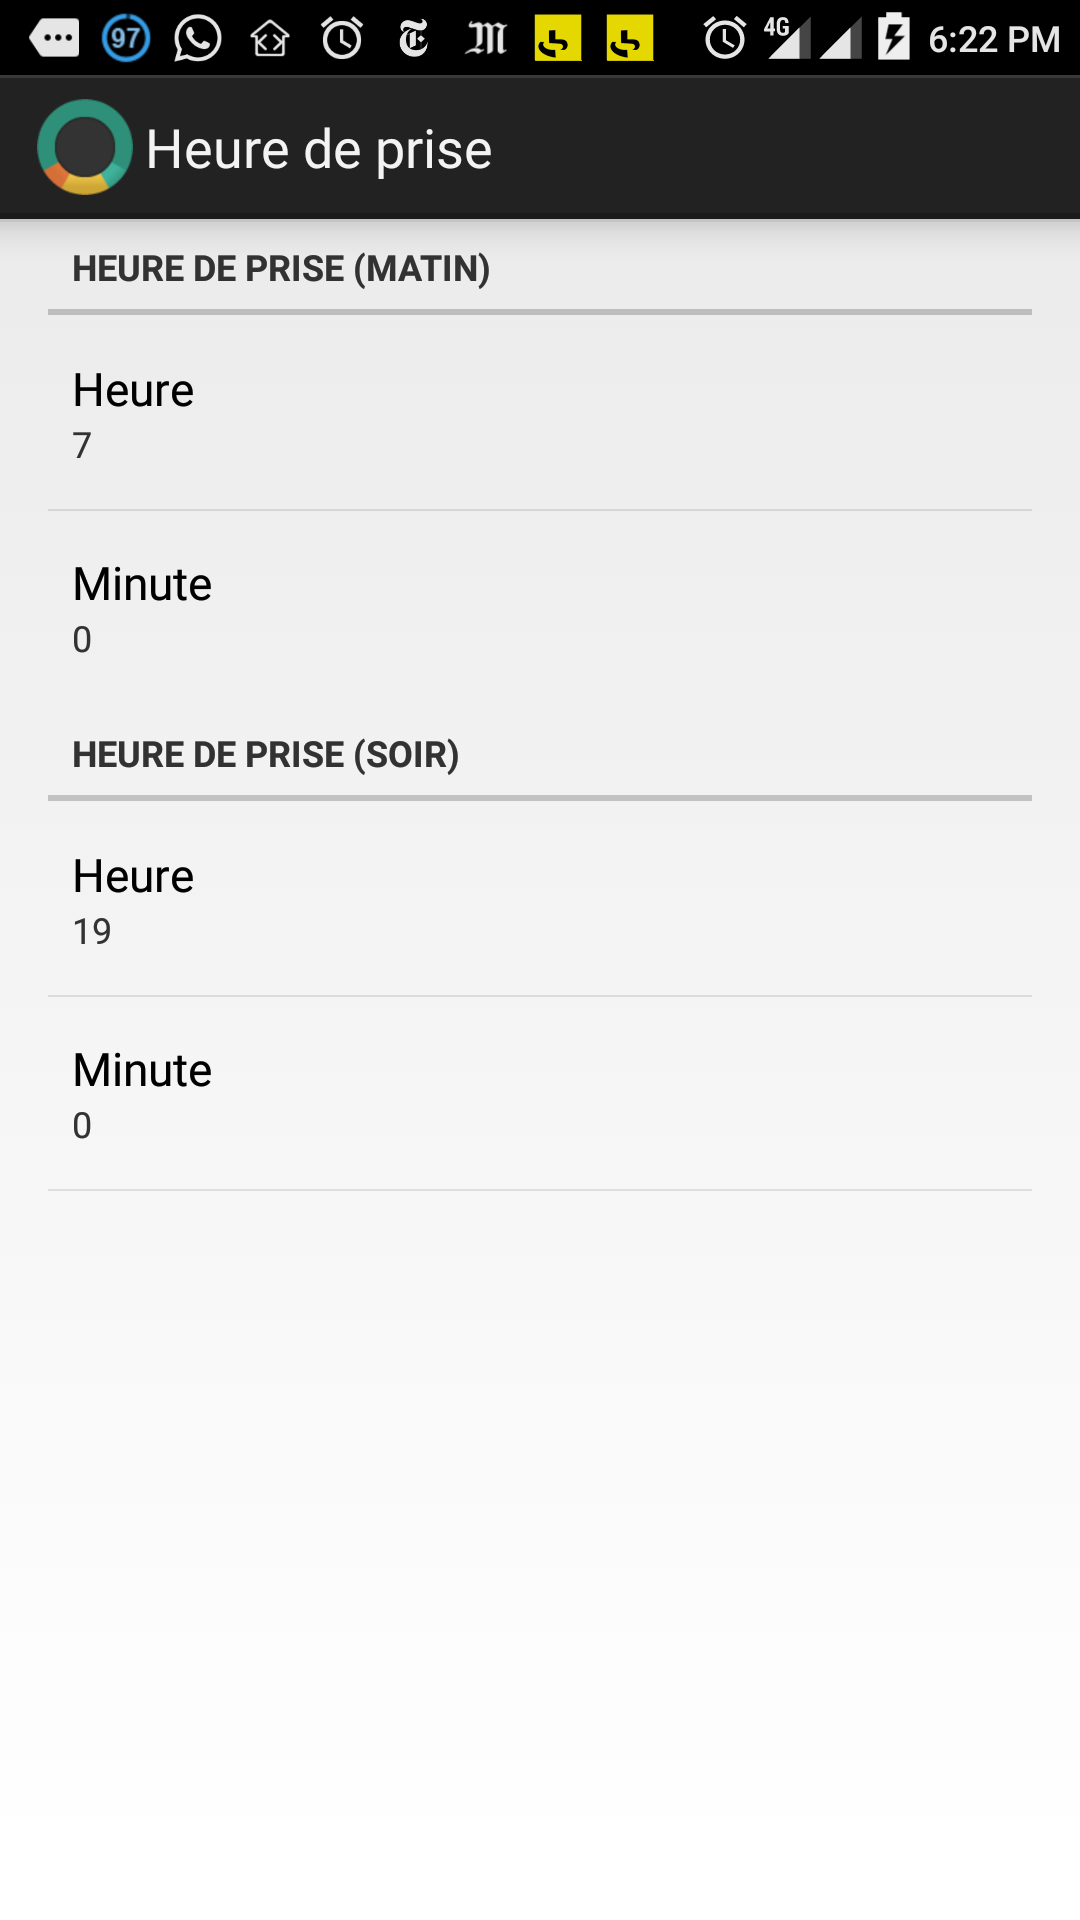 97 4G 6:22 PM
Heure de prise
HEURE DE PRISE (MATIN)
Heure
7
Minute
0
HEURE DE PRISE (SOIR)
Heure
19
Minute
0